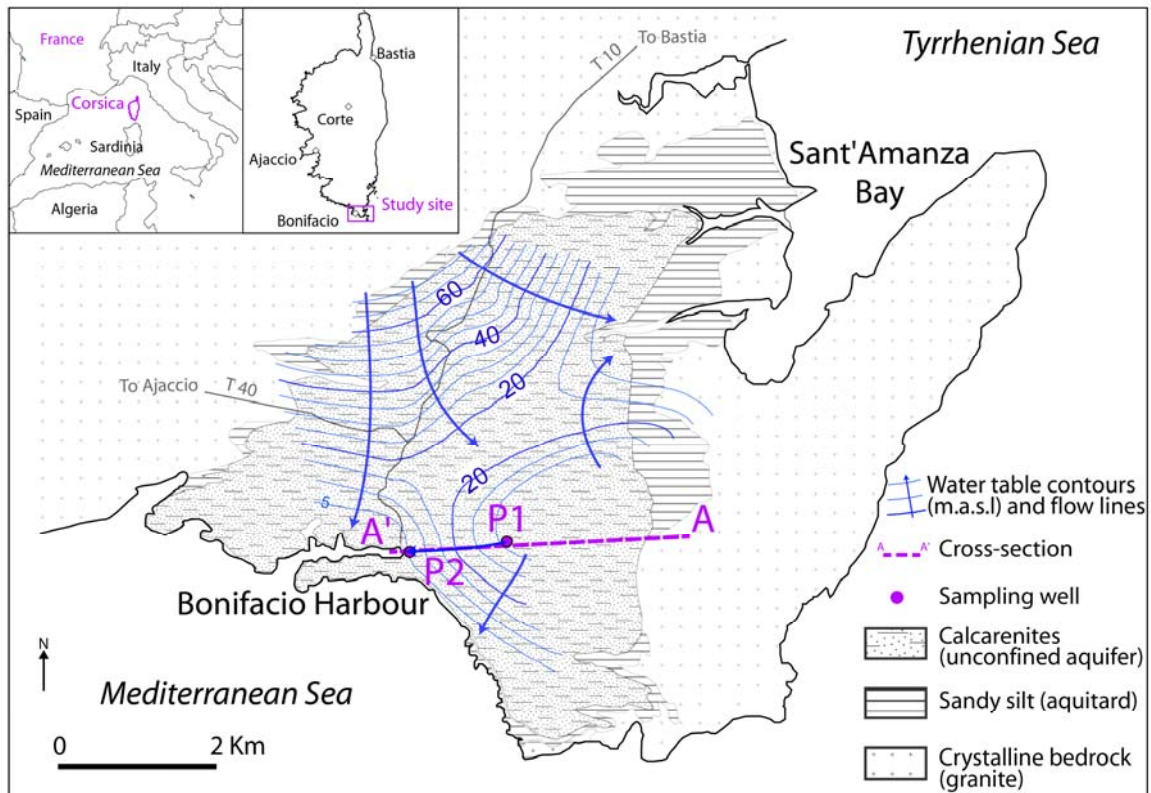 France
Italy
Spain
Corsica
Sardinia
Mediterranean Sea
Algeria
Bastia
Corte
Ajaccio
Bonifacio
Study site
To Bastia
T 10
Tyrrhenian Sea
Sant'Amanza
Bay
60
40
20
To Ajaccio
T 40
20
5
P1
A
A'
P2
Bonifacio Harbour
N
Mediterranean Sea
0 2 Km
Water table contours
(m.a.s.l) and flow lines
A A' Cross-section
Sampling well
Calcarenites
(unconfined aquifer)
Sandy silt (aquitard)
Crystalline bedrock
(granite)